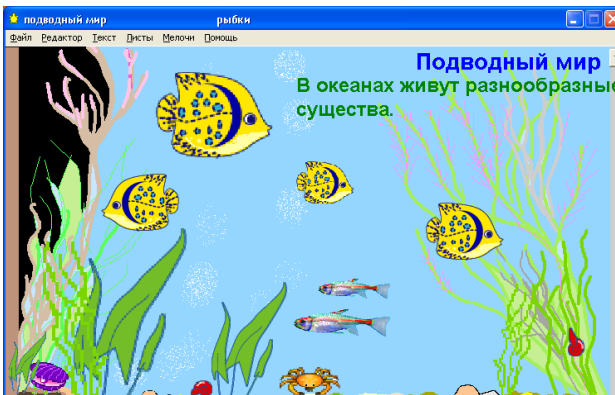 подводный мир рыбки
Файл Редактор Текст Листы Мелочи Помощь
Подводный мир
В океанах живут разнообразные
существа.